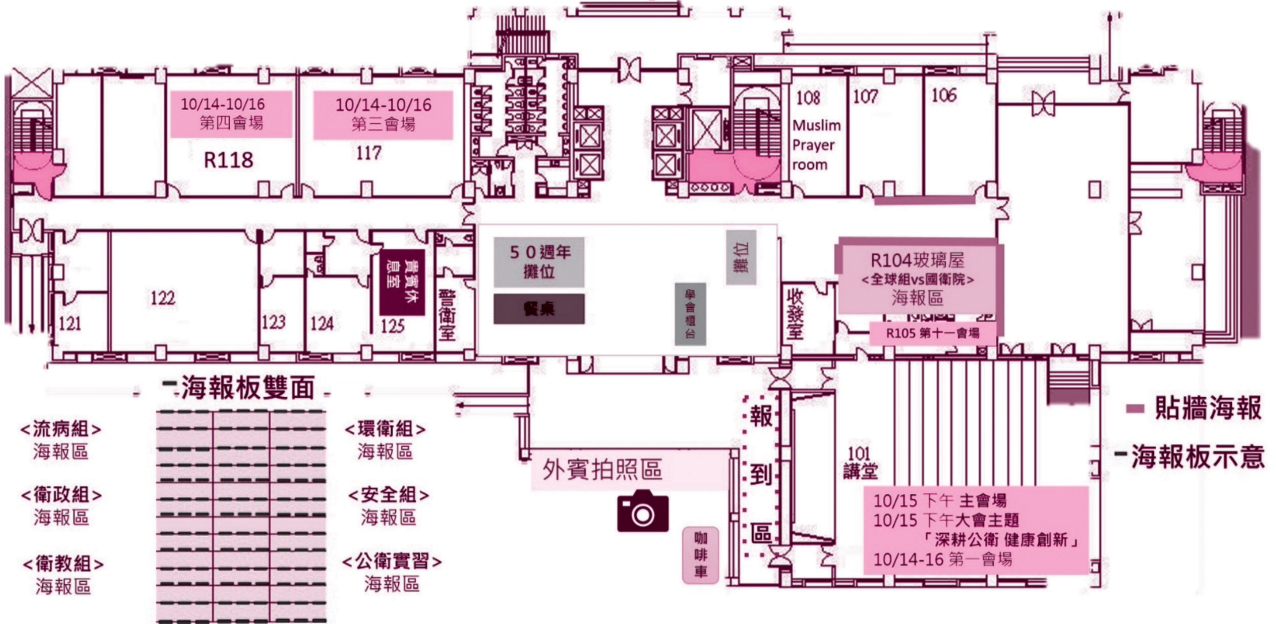 10/14-10/16
第四會場
R118
10/14-10/16
第三會場
117
108
Muslim
Prayer
room
107
106
50週年
攤位
餐桌
攤位
學會櫃台
R104玻璃屋
<全球組vs國衛院>
海報區
R105 第十一會場
收發室
121
122
123
124
貴賓休
息室
125
警衛室
海報板雙面
<流病組>
海報區
<衛政組>
海報區
<衛教組>
海報區
<環衛組>
海報區
<安全組>
海報區
<公衛實習>
海報區
外賓拍照區
報到區
咖啡車
101
講堂
10/15 下午 主會場
10/15 下午大會主題
「深耕公衛 健康創新」
10/14-16 第一會場
貼牆海報
海報板示意